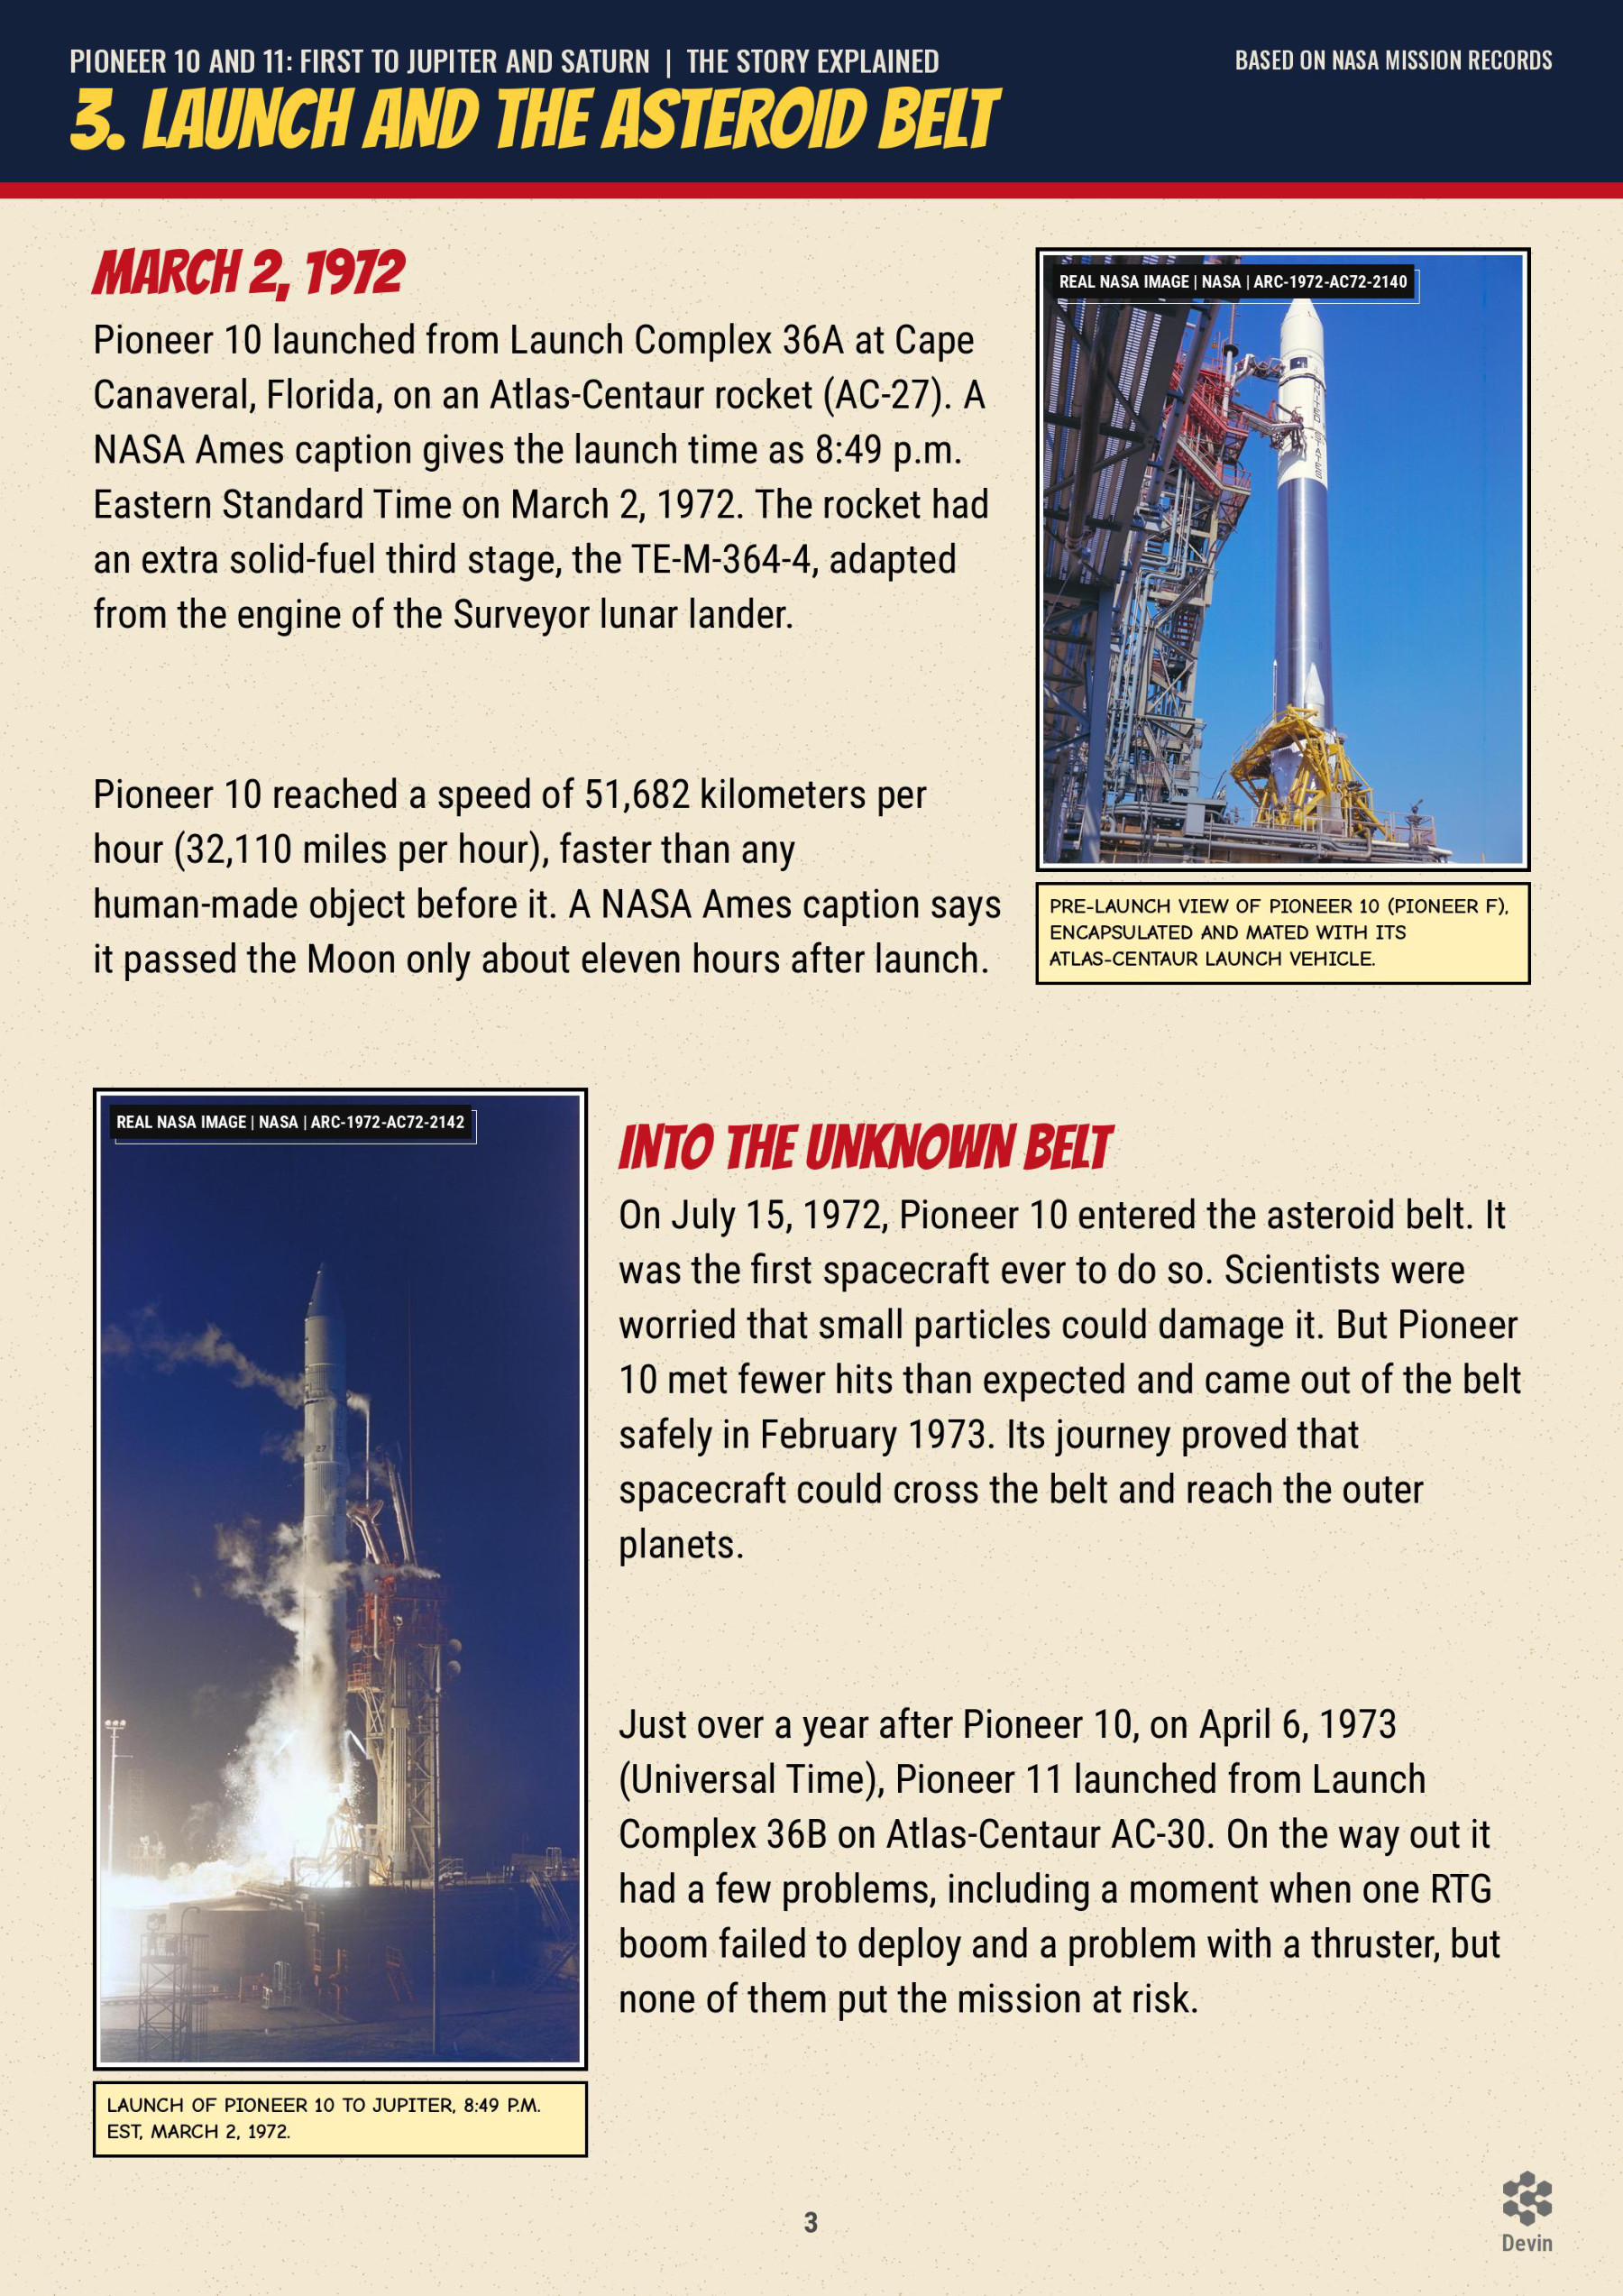 PIONEER 10 AND 11: FIRST TO JUPITER AND SATURN | THE STORY EXPLAINED
BASED ON NASA MISSION RECORDS
3. LAUNCH AND THE ASTEROID BELT
MARCH 2, 1972
Pioneer 10 launched from Launch Complex 36A at Cape
Canaveral, Florida, on an Atlas-Centaur rocket (AC-27). A
NASA Ames caption gives the launch time as 8:49 p.m.
Eastern Standard Time on March 2, 1972. The rocket had
an extra solid-fuel third stage, the TE-M-364-4, adapted
from the engine of the Surveyor lunar lander.
Pioneer 10 reached a speed of 51,682 kilometers per
hour (32,110 miles per hour), faster than any
human-made object before it. A NASA Ames caption says
it passed the Moon only about eleven hours after launch.
REAL NASA IMAGE | NASA | ARC-1972-AC72-2140
UNITED STATES
PRE-LAUNCH VIEW OF PIONEER 10 (PIONEER F),
ENCAPSULATED AND MATED WITH ITS
ATLAS-CENTAUR LAUNCH VEHICLE.
REAL NASA IMAGE | NASA | ARC-1972-AC72-2142
27
LAUNCH OF PIONEER 10 TO JUPITER, 8:49 P.M.
EST, MARCH 2, 1972.
INTO THE UNKNOWN BELT
On July 15, 1972, Pioneer 10 entered the asteroid belt. It
was the first spacecraft ever to do so. Scientists were
worried that small particles could damage it. But Pioneer
10 met fewer hits than expected and came out of the belt
safely in February 1973. Its journey proved that
spacecraft could cross the belt and reach the outer
planets.
Just over a year after Pioneer 10, on April 6, 1973
(Universal Time), Pioneer 11 launched from Launch
Complex 36B on Atlas-Centaur AC-30. On the way out it
had a few problems, including a moment when one RTG
boom failed to deploy and a problem with a thruster, but
none of them put the mission at risk.
3
Devin